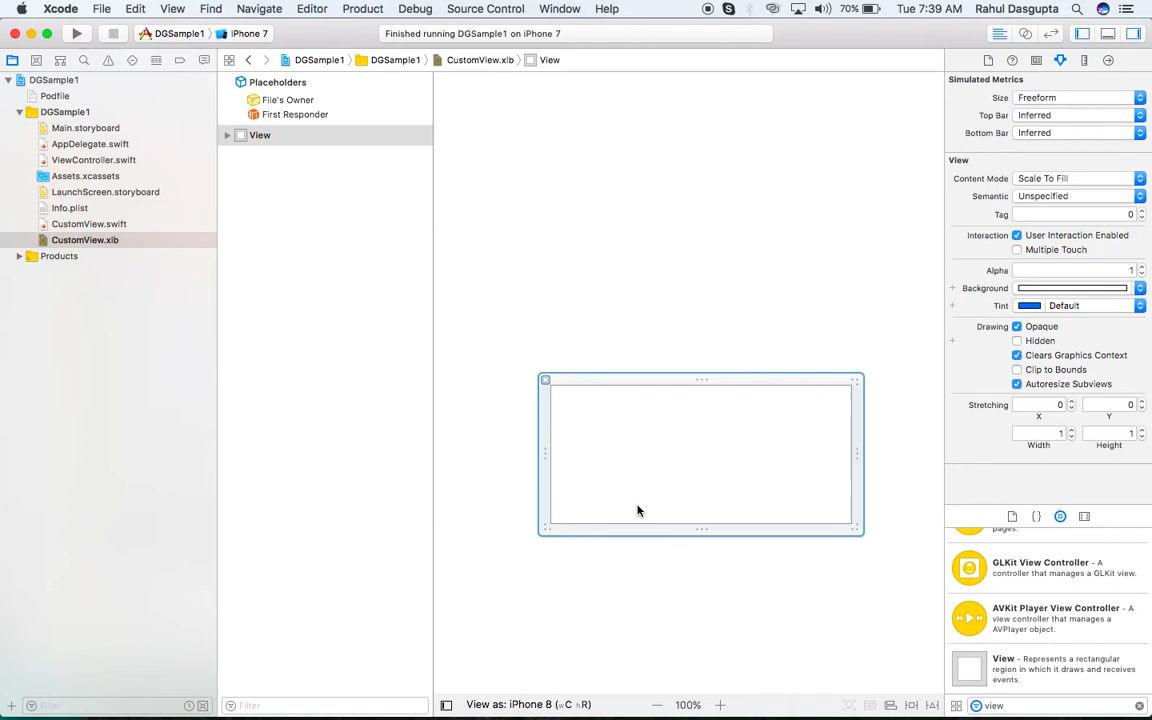 Xcode File Edit View Find Navigate Editor Product Debug Source Control Window Help 70% Tue 7:39 AM Rahul Dasgupta
DGSample1 iPhone 7 Finished running DGSample1 on iPhone 7
DGSample1 DGSample1 CustomView.xib View
DGSample1
Podfile
DGSample1
Main.storyboard
AppDelegate.swift
ViewController.swift
Assets.xcassets
LaunchScreen.storyboard
Info.plist
CustomView.swift
CustomView.xib
Products
Filter
Placeholders
File's Owner
First Responder
View
Filter
View as: iPhone 8 (wC hR) 100%
Simulated Metrics
Size Freeform
Top Bar Inferred
Bottom Bar Inferred
View
Content Mode Scale To Fill
Semantic Unspecified
Tag 0
Interaction User Interaction Enabled
Multiple Touch
Alpha 1
Background
Tint Default
Drawing Opaque
Hidden
Clears Graphics Context
Clip to Bounds
Autoresize Subviews
Stretching 0 0
X Y
1 1
Width Height
pages.
GLKit View Controller - A
controller that manages a GLKit view.
AVKit Player View Controller - A
view controller that manages a
AVPlayer object.
View - Represents a rectangular
region in which it draws and receives
events.
view